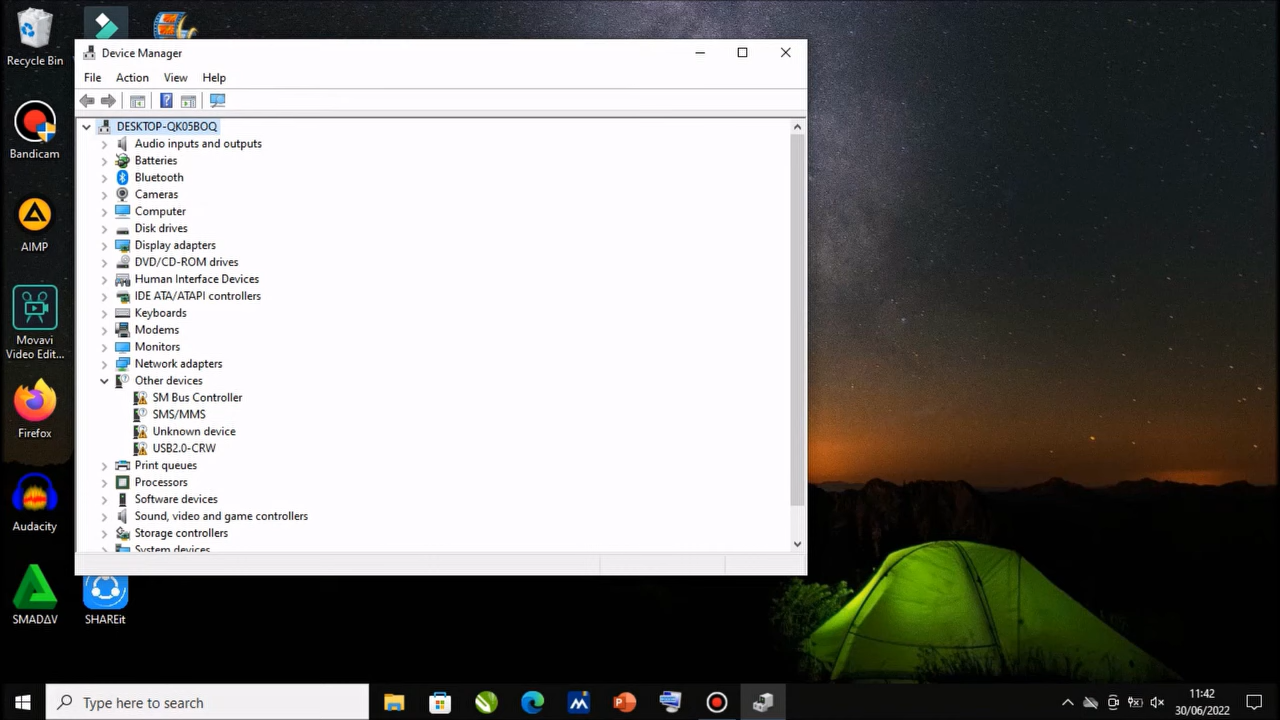 Recycle Bin
Bandicam
AIMP
Movavi
Video Edit...
Firefox
Audacity
SMADΔV
SHAREit
Device Manager
File Action View Help
DESKTOP-QK05BOQ
Audio inputs and outputs
Batteries
Bluetooth
Cameras
Computer
Disk drives
Display adapters
DVD/CD-ROM drives
Human Interface Devices
IDE ATA/ATAPI controllers
Keyboards
Modems
Monitors
Network adapters
Other devices
SM Bus Controller
SMS/MMS
Unknown device
USB2.0-CRW
Print queues
Processors
Software devices
Sound, video and game controllers
Storage controllers
System devices
Type here to search
11:42
30/06/2022